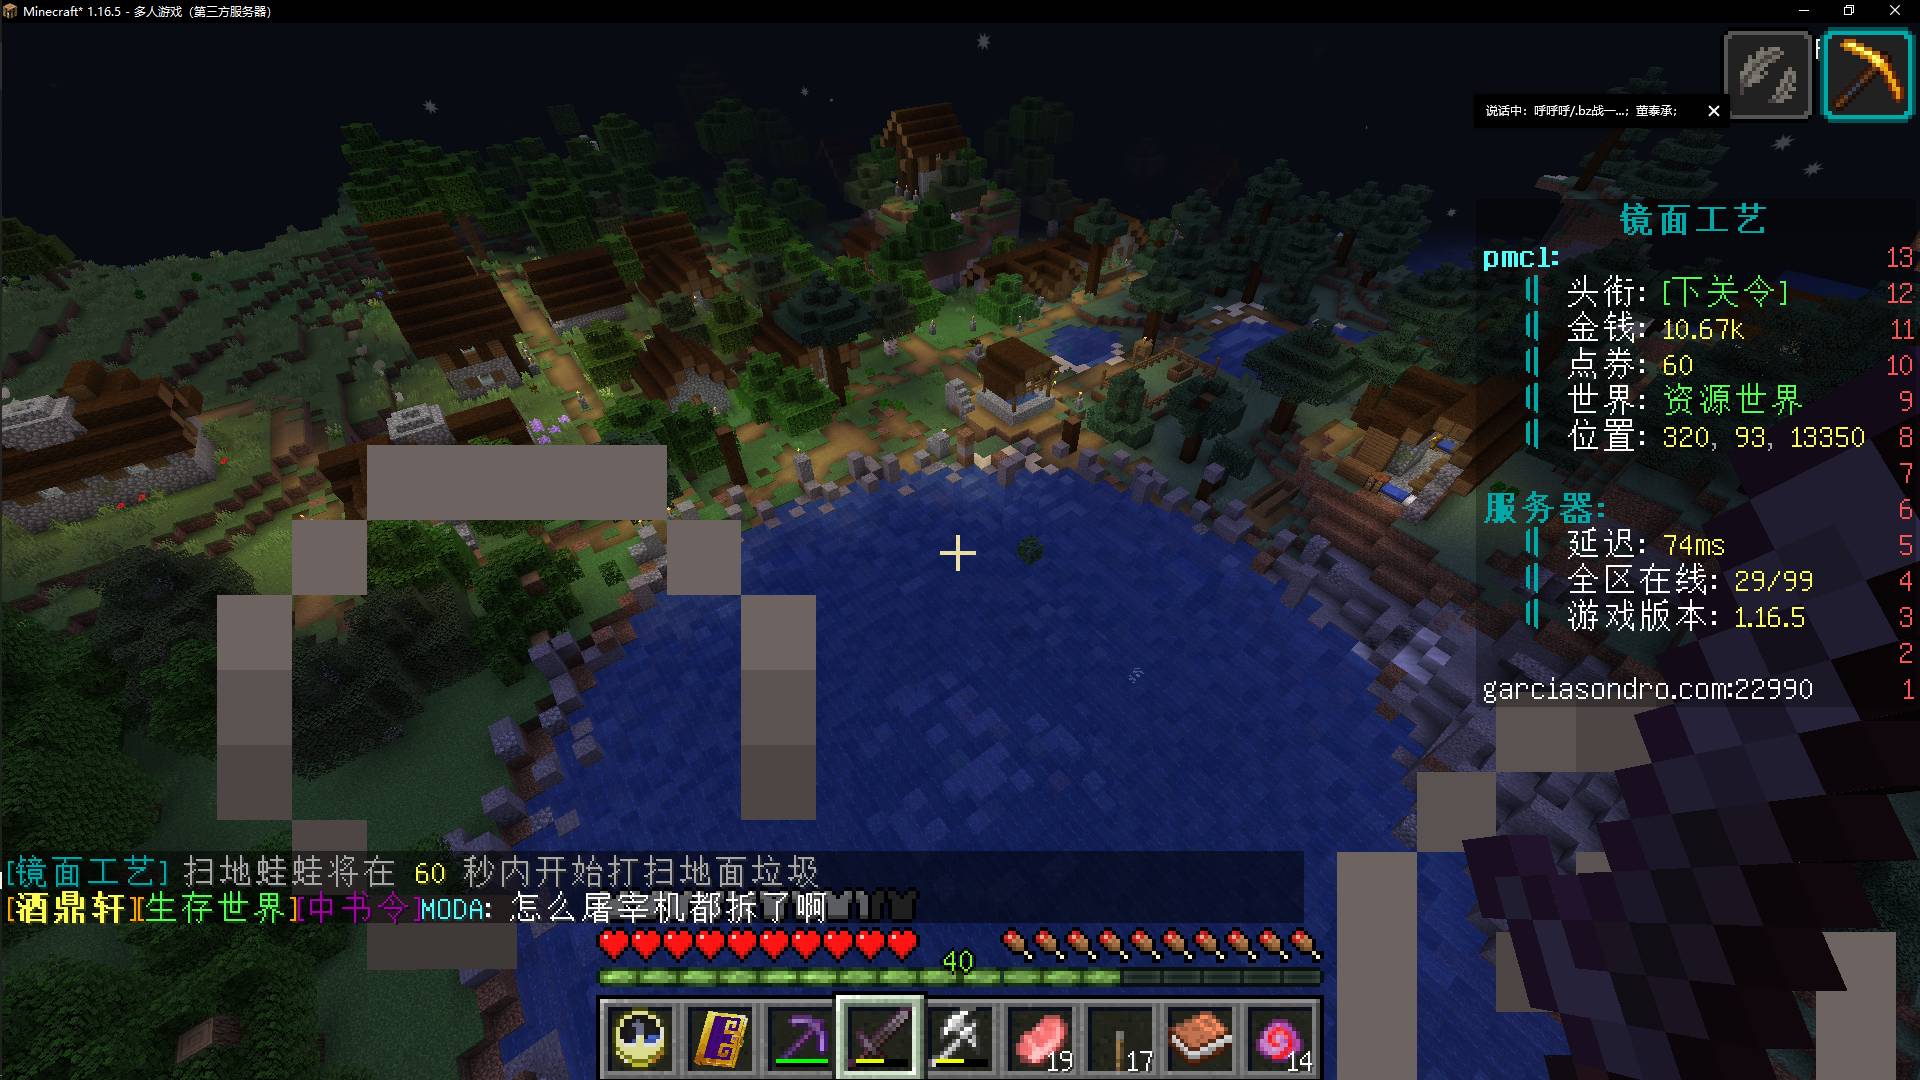 Minecraft* 1.16.5 - 多人游戏（第三方服务器）
说话中: 呼呼呼/.bz战一...; 董泰承;
镜面工艺
pmcl: 13
头衔: [下关令] 12
金钱: 10.67k 11
点券: 60 10
世界: 资源世界 9
位置: 320, 93, 13350 8
7
服务器: 6
延迟: 74ms 5
全区在线: 29/99 4
游戏版本: 1.16.5 3
2
garciasondro.com:22990 1
[镜面工艺] 扫地蛙蛙将在 60 秒内开始打扫地面垃圾
[酒鼎轩][生存世界][中书令]MODA: 怎么屠宰机都拆了啊
40
19 17 14